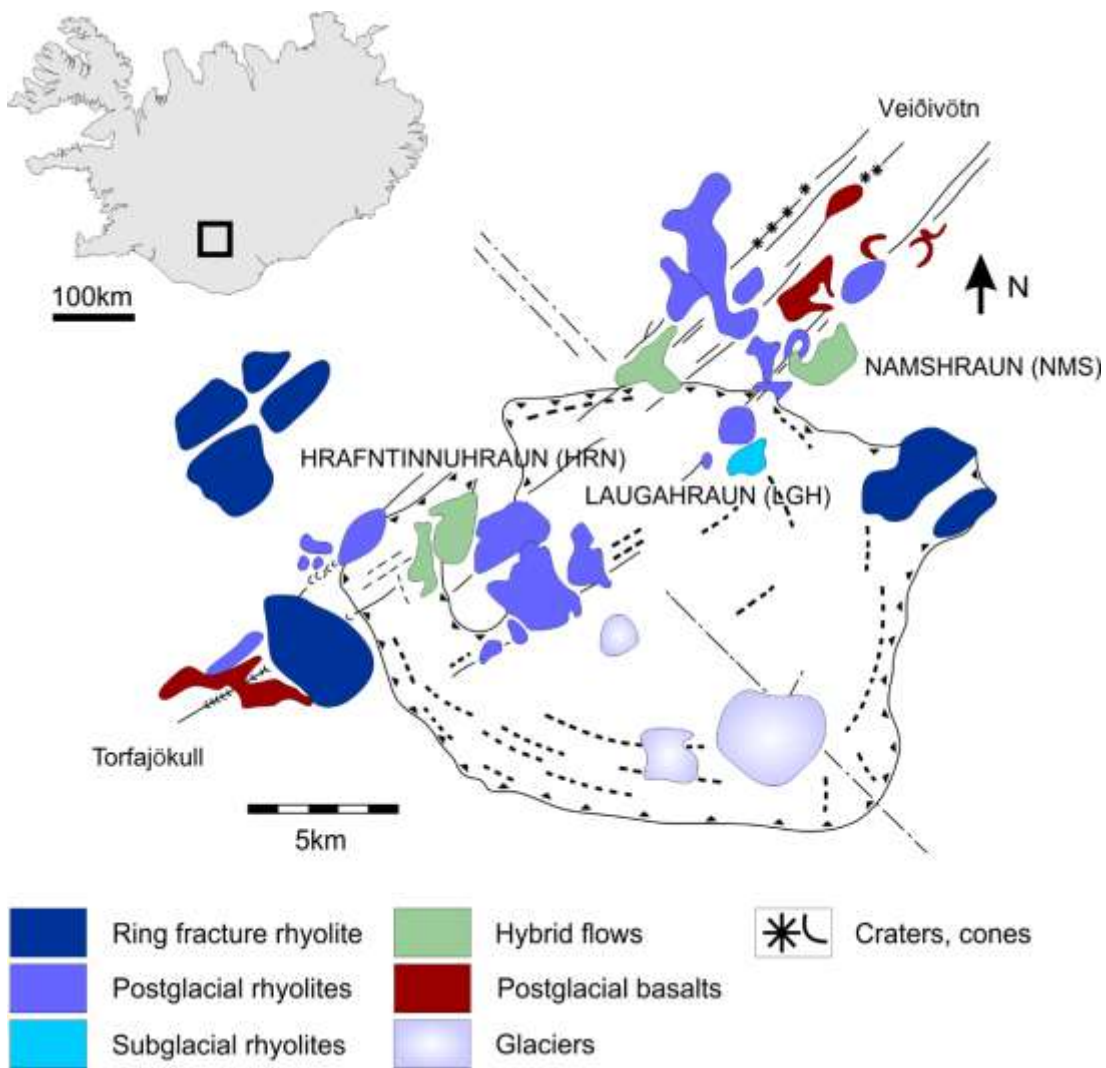 Veiðivötn
N
100km
NAMSHRAUN (NMS)
HRAFNTINNUHRAUN (HRN)
LAUGAHRAUN (LGH)
Torfajökull
5km
Ring fracture rhyolite
Hybrid flows
Craters, cones
Postglacial rhyolites
Postglacial basalts
Subglacial rhyolites
Glaciers